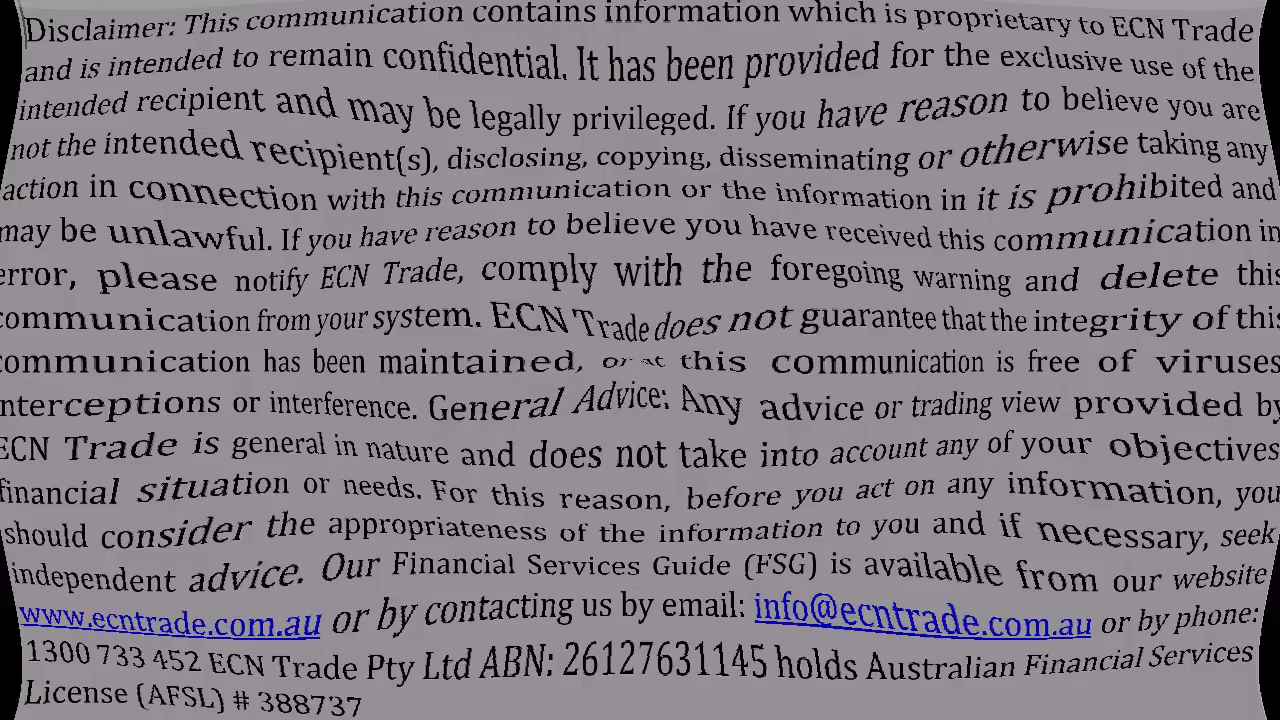 Disclaimer: This communication contains information which is proprietary to ECN Trade
and is intended to remain confidential. It has been provided for the exclusive use of the
intended recipient and may be legally privileged. If you have reason to believe you are
not the intended recipient(s), disclosing, copying, disseminating or otherwise taking any
action in connection with this communication or the information in it is prohibited and
may be unlawful. If you have reason to believe you have received this communication in
error, please notify ECN Trade, comply with the foregoing warning and delete this
communication from your system. ECN Trade does not guarantee that the integrity of this
communication has been maintained, or at this communication is free of viruses
interceptions or interference. General Advice: Any advice or trading view provided by
ECN Trade is general in nature and does not take into account any of your objectives
financial situation or needs. For this reason, before you act on any information, you
should consider the appropriateness of the information to you and if necessary, seek
independent advice. Our Financial Services Guide (FSG) is available from our website
www.ecntrade.com.au or by contacting us by email: info@ecntrade.com.au or by phone:
1300 733 452 ECN Trade Pty Ltd ABN: 26127631145 holds Australian Financial Services
License (AFSL) # 388737